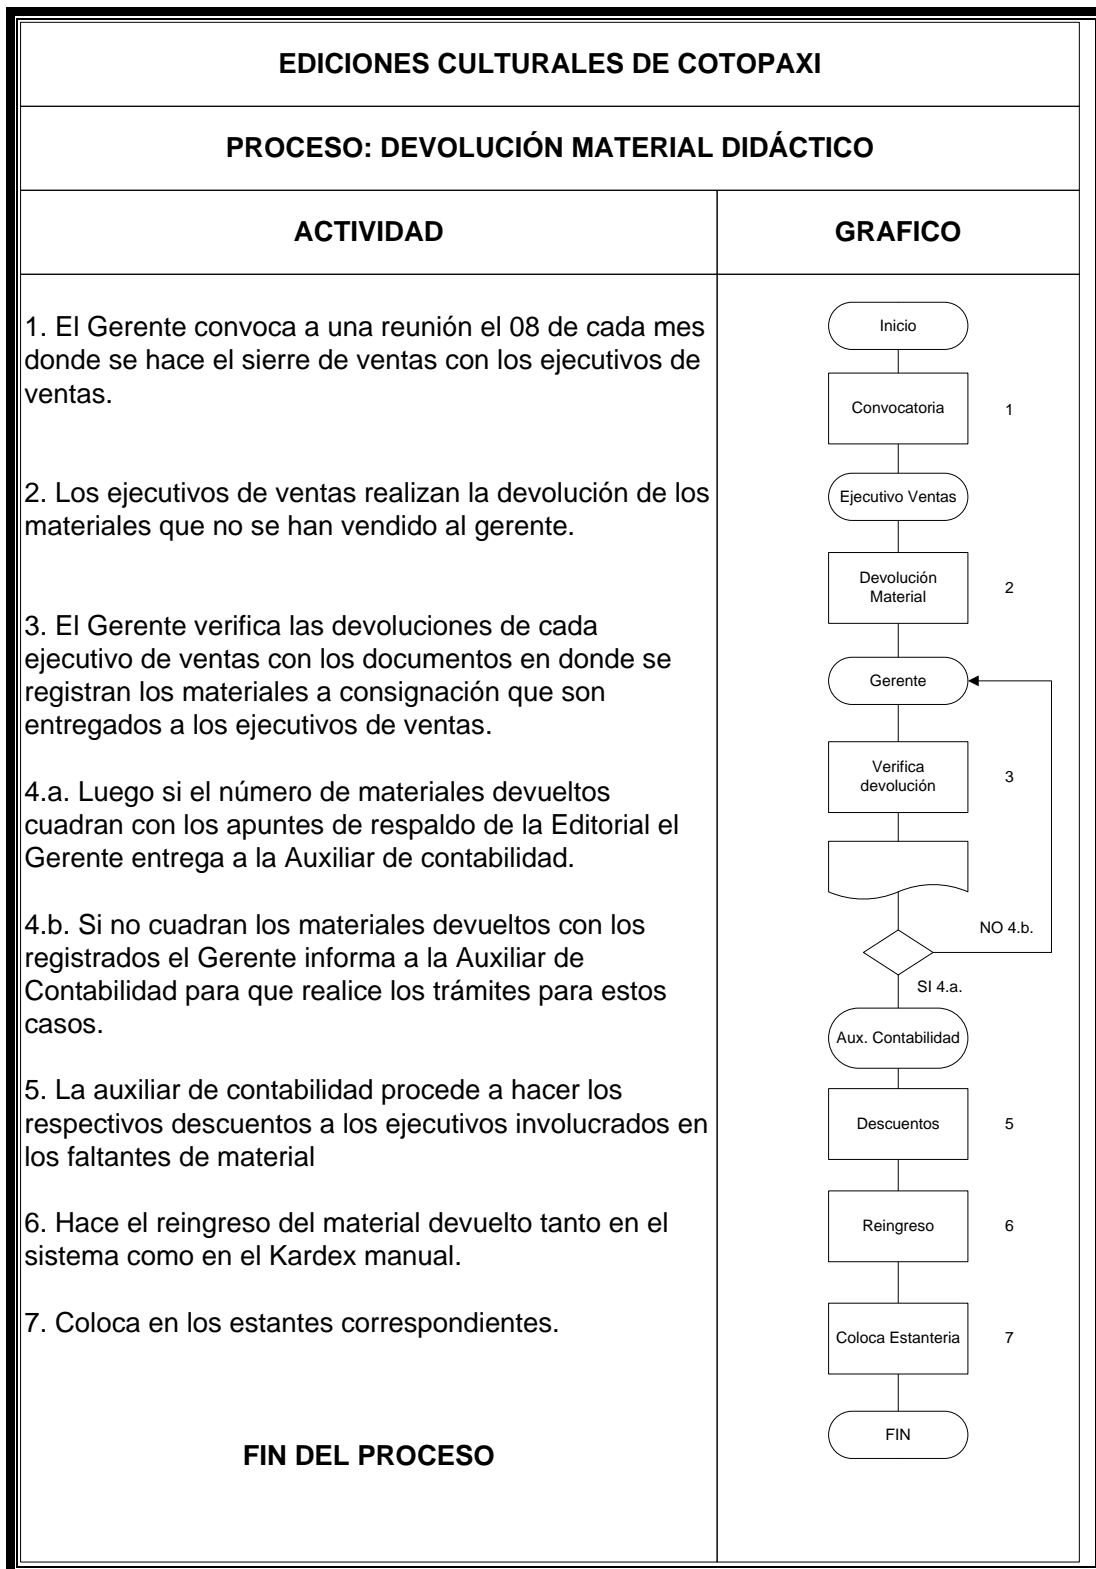 EDICIONES CULTURALES DE COTOPAXI
PROCESO: DEVOLUCIÓN MATERIAL DIDÁCTICO
ACTIVIDAD
GRAFICO
1. El Gerente convoca a una reunión el 08 de cada mes
donde se hace el sierre de ventas con los ejecutivos de
ventas.
2. Los ejecutivos de ventas realizan la devolución de los
materiales que no se han vendido al gerente.
3. El Gerente verifica las devoluciones de cada
ejecutivo de ventas con los documentos en donde se
registran los materiales a consignación que son
entregados a los ejecutivos de ventas.
4.a. Luego si el número de materiales devueltos
cuadran con los apuntes de respaldo de la Editorial el
Gerente entrega a la Auxiliar de contabilidad.
4.b. Si no cuadran los materiales devueltos con los
registrados el Gerente informa a la Auxiliar de
Contabilidad para que realice los trámites para estos
casos.
5. La auxiliar de contabilidad procede a hacer los
respectivos descuentos a los ejecutivos involucrados en
los faltantes de material
6. Hace el reingreso del material devuelto tanto en el
sistema como en el Kardex manual.
7. Coloca en los estantes correspondientes.
FIN DEL PROCESO
Inicio
Convocatoria
1
Ejecutivo Ventas
Devolución
Material
2
Gerente
Verifica
devolución
3
NO 4.b.
SI 4.a.
Aux. Contabilidad
Descuentos
5
Reingreso
6
Coloca Estanteria
7
FIN